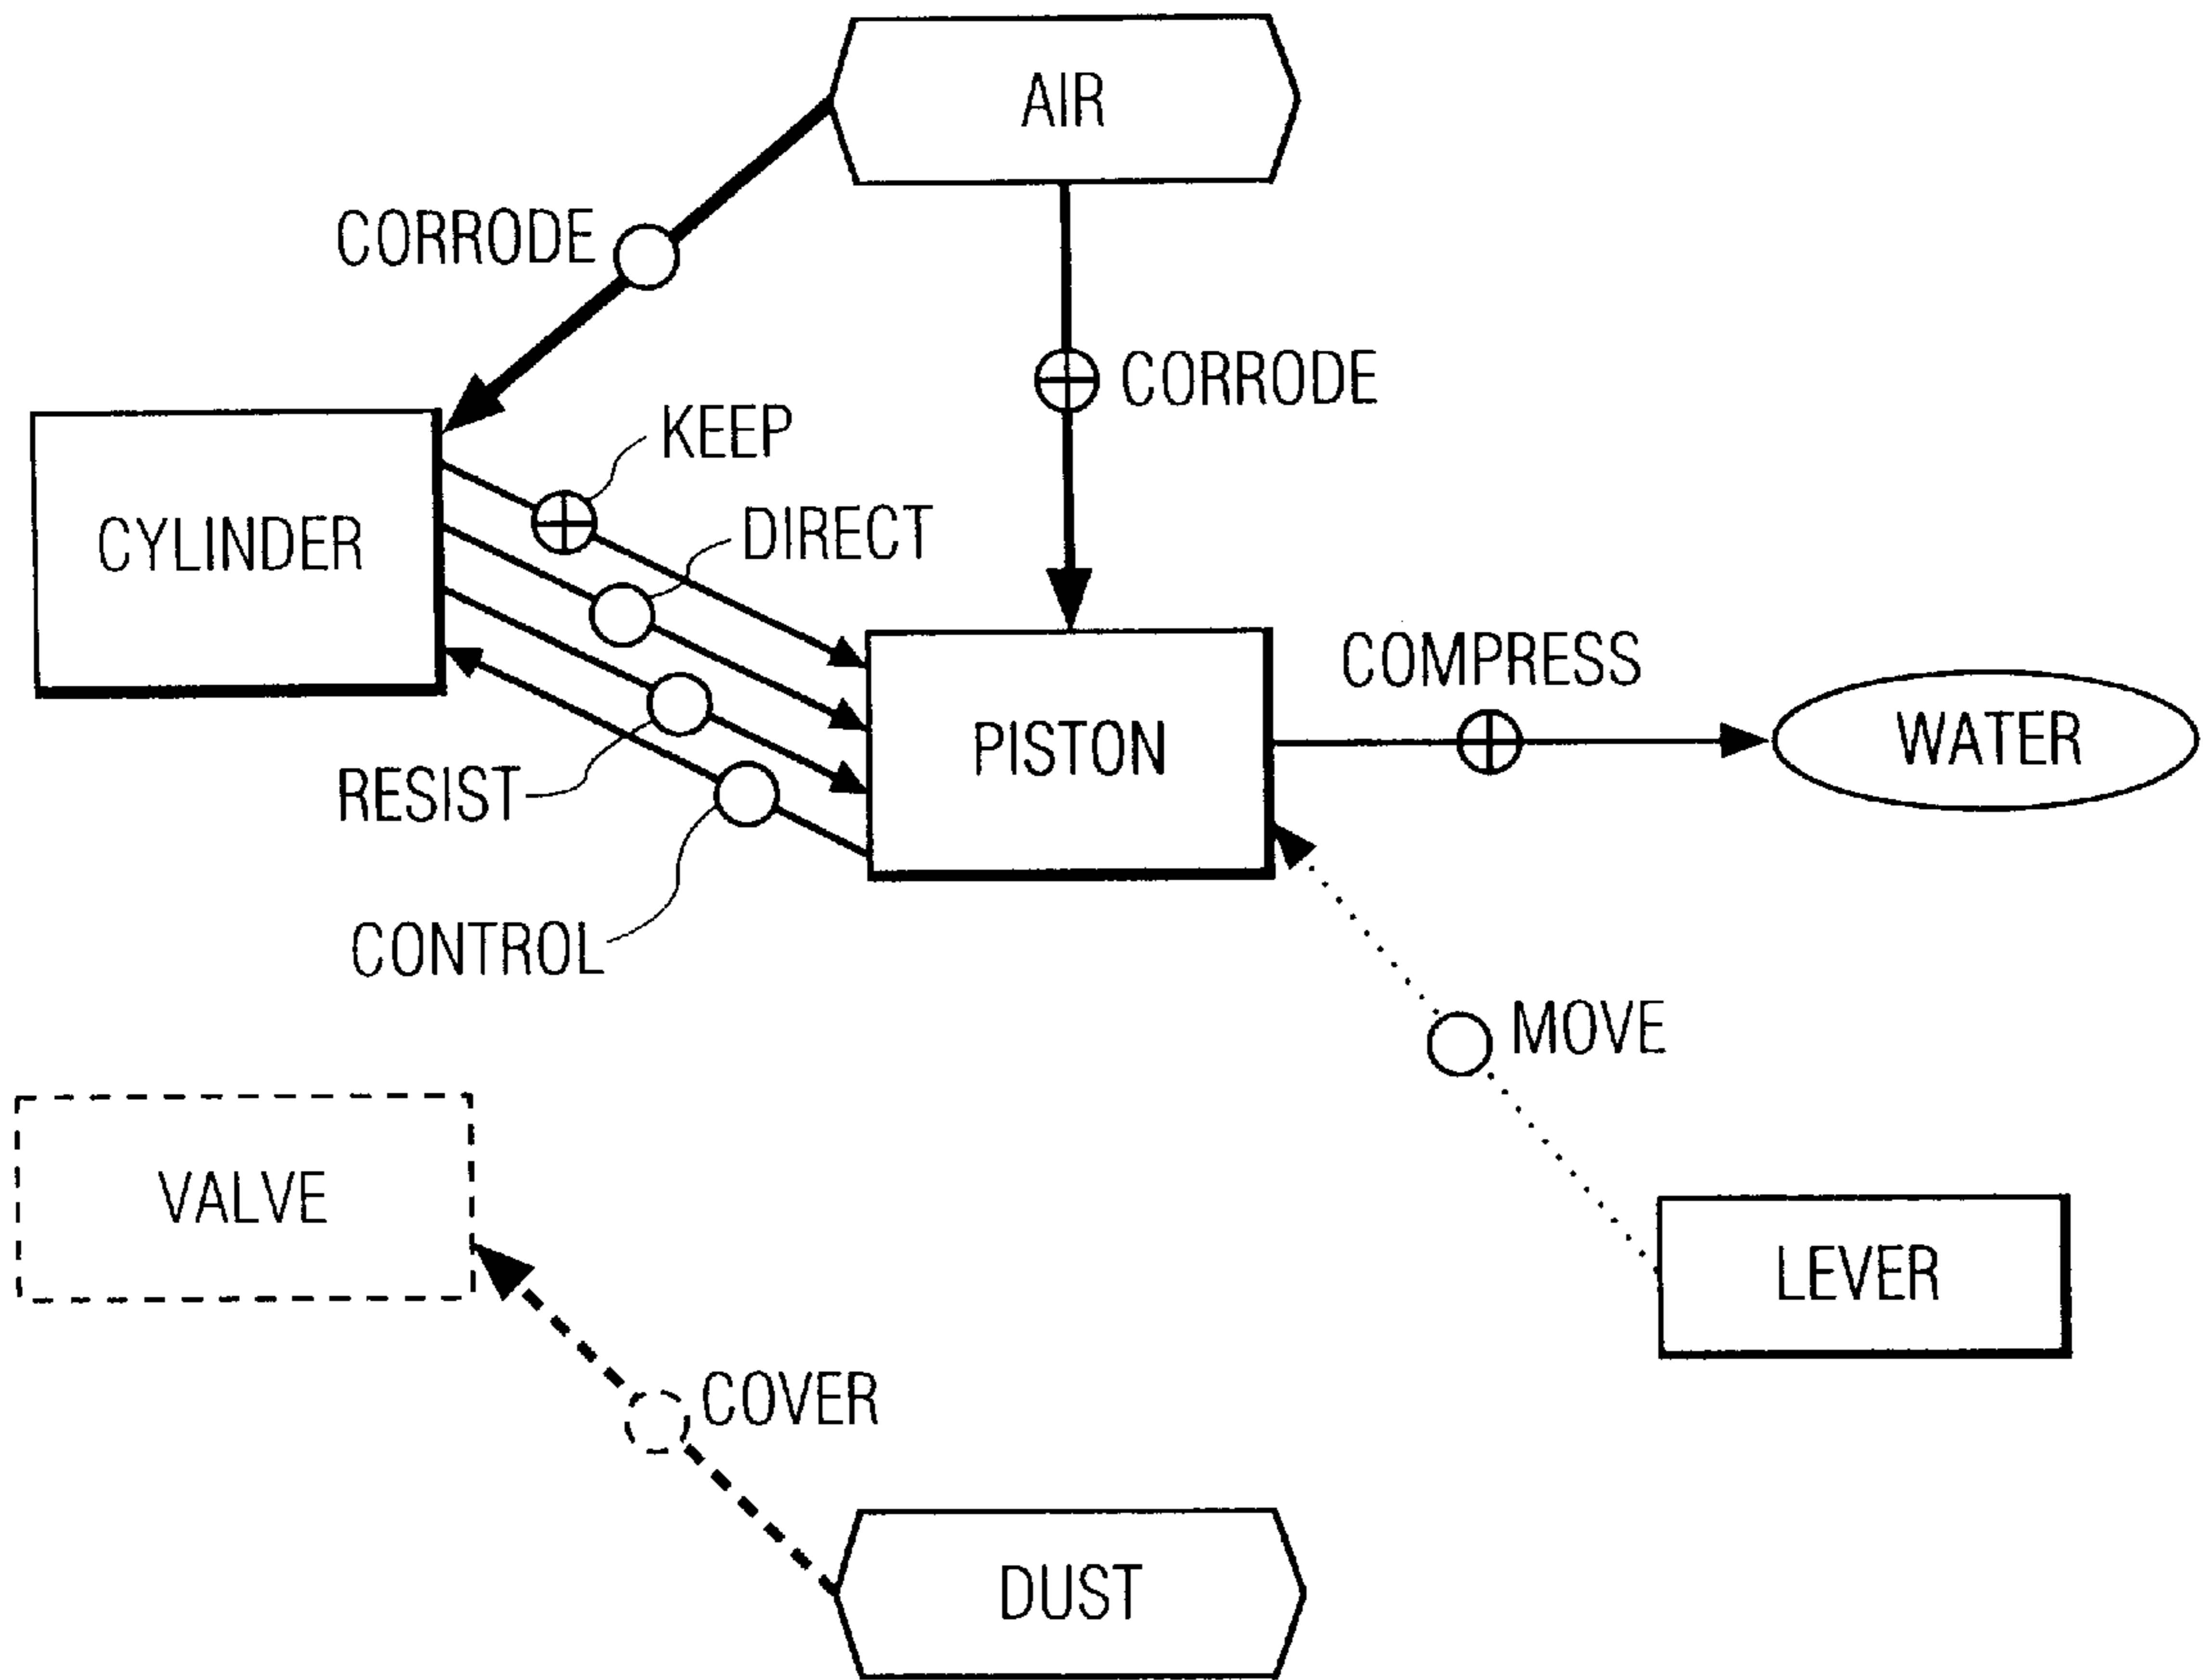 AIR
CORRODE
CORRODE
KEEP
DIRECT
CYLINDER
COMPRESS
PISTON
WATER
RESIST
CONTROL
MOVE
VALVE
LEVER
COVER
DUST